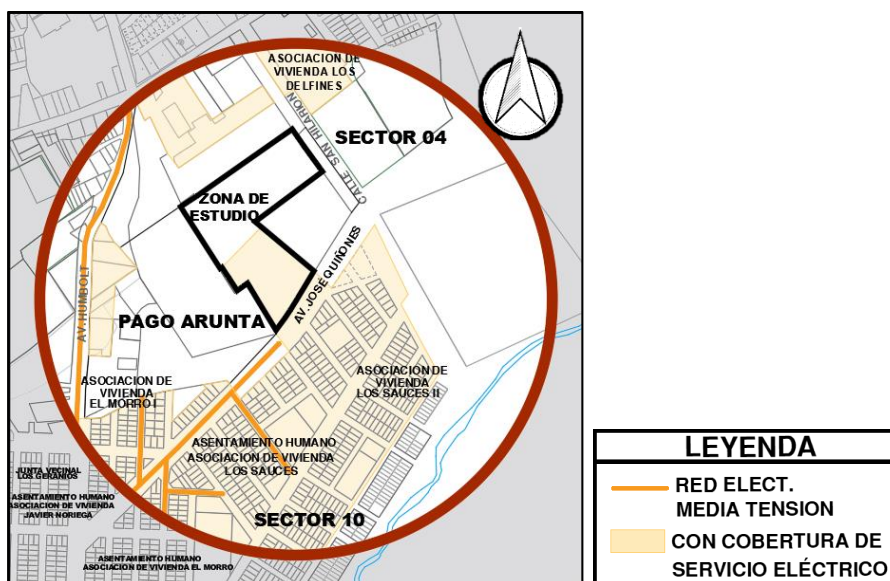 ASOCIACION DE
VIVIENDA LOS
DELFINES
SECTOR 04
CALLE SAN HILARION
ZONA DE
ESTUDIO
AV. JOSÉ QUIÑONES
AV. HUMBOLT
PAGO ARUNTA
ASOCIACION DE
VIVIENDA
EL MORRO I
ASOCIACION DE
VIVIENDA
LOS SAUCES II
ASENTAMIENTO HUMANO
ASOCIACION DE VIVIENDA
LOS SAUCES
JUNTA VECINAL
LOS GERANIOS
ASENTAMIENTO HUMANO
ASOCIACION DE VIVIENDA
JAVIER NORIEGA
SECTOR 10
ASENTAMIENTO HUMANO
ASOCIACION DE VIVIENDA EL MORRO
LEYENDA
RED ELECT.
MEDIA TENSION
CON COBERTURA DE
SERVICIO ELÉCTRICO